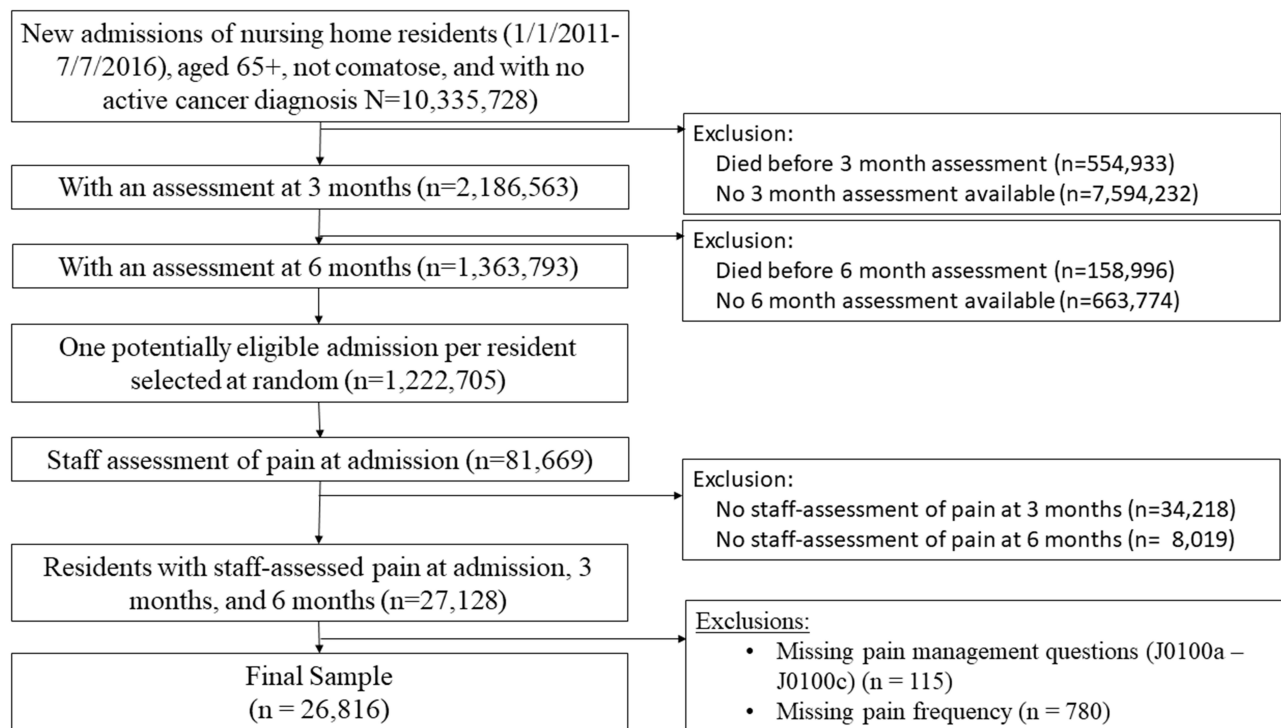 New admissions of nursing home residents (1/1/2011-
7/7/2016), aged 65+, not comatose, and with no
active cancer diagnosis N=10,335,728)
Exclusion:
Died before 3 month assessment (n=554,933)
No 3 month assessment available (n=7,594,232)
With an assessment at 3 months (n=2,186,563)
Exclusion:
Died before 6 month assessment (n=158,996)
No 6 month assessment available (n=663,774)
With an assessment at 6 months (n=1,363,793)
One potentially eligible admission per resident
selected at random (n=1,222,705)
Staff assessment of pain at admission (n=81,669)
Exclusion:
No staff-assessment of pain at 3 months (n=34,218)
No staff-assessment of pain at 6 months (n= 8,019)
Residents with staff-assessed pain at admission, 3
months, and 6 months (n=27,128)
Exclusions:
• Missing pain management questions (J0100a –
J0100c) (n = 115)
• Missing pain frequency (n = 780)
Final Sample
(n = 26,816)